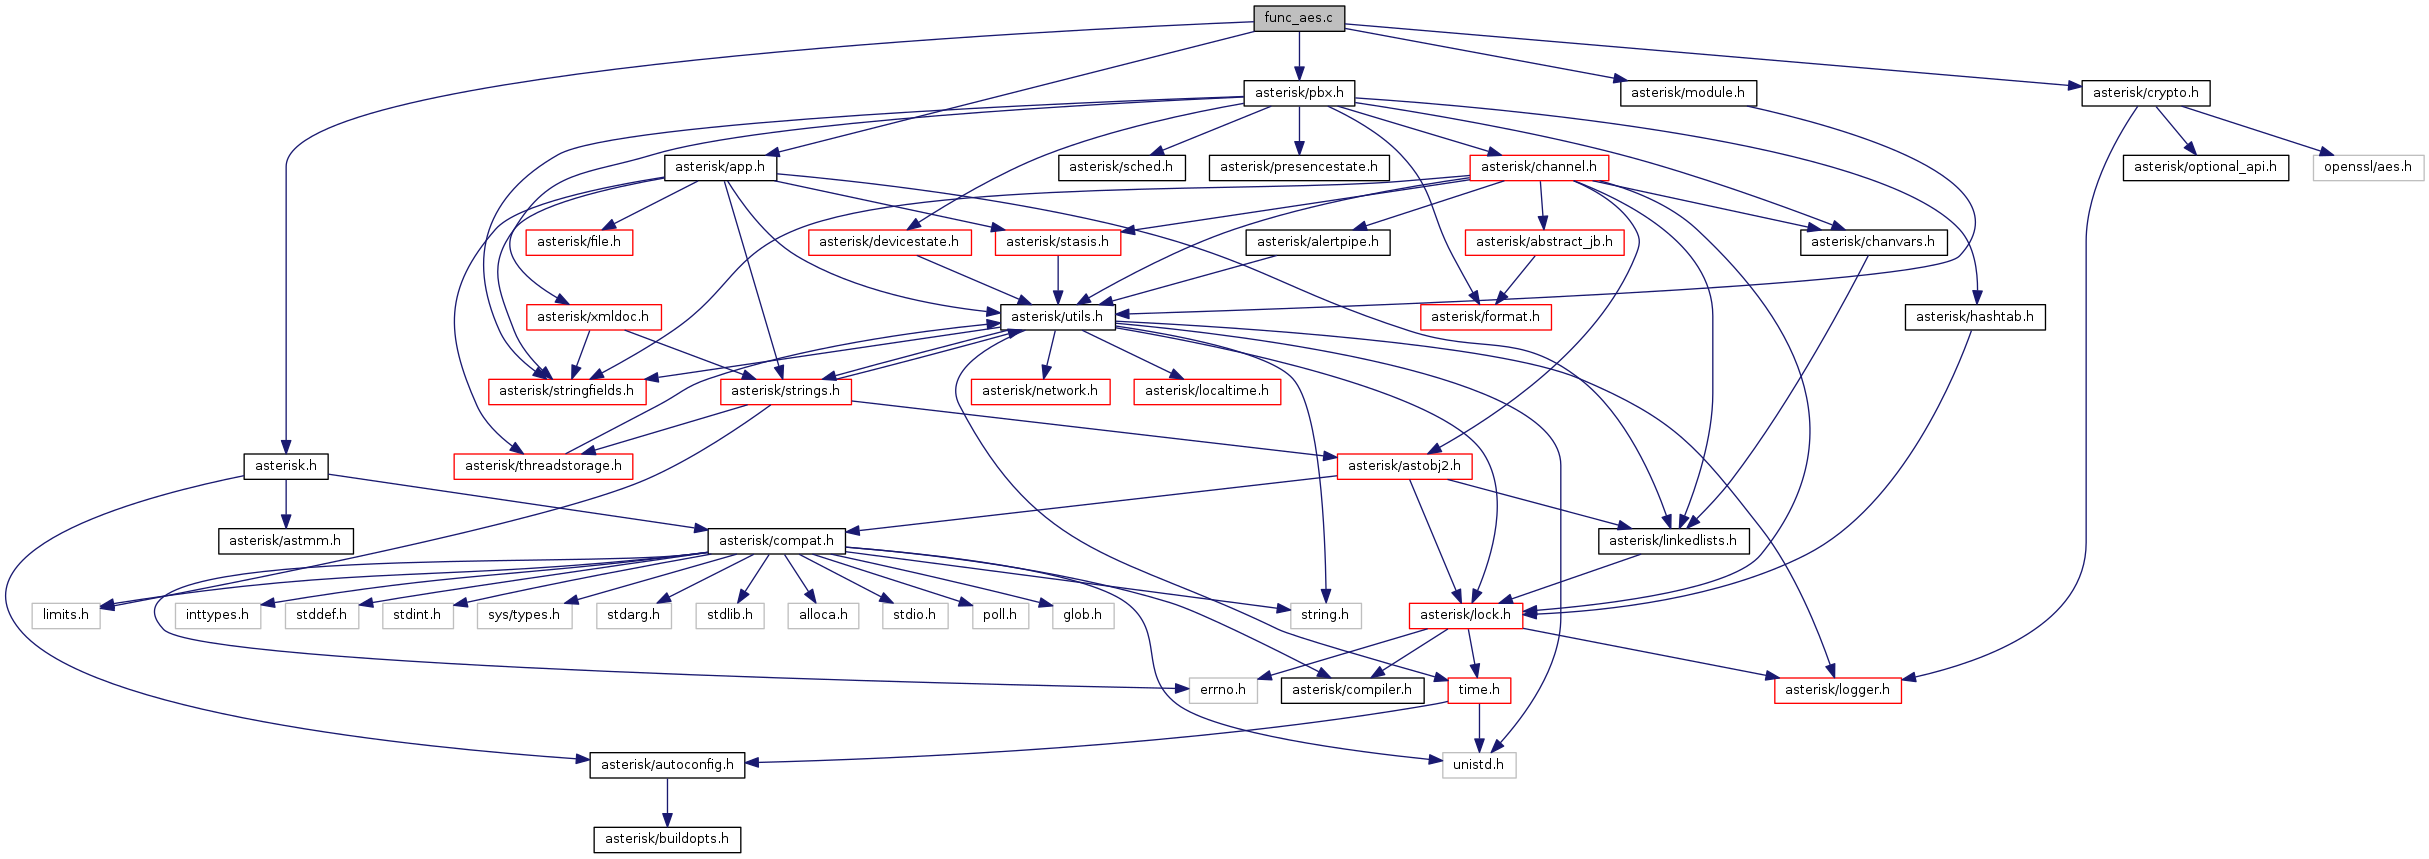 func_aes.c
asterisk/pbx.h
asterisk/module.h
asterisk/crypto.h
asterisk/app.h
asterisk/sched.h
asterisk/presencestate.h
asterisk/channel.h
asterisk/optional_api.h
openssl/aes.h
asterisk/file.h
asterisk/devicestate.h
asterisk/stasis.h
asterisk/alertpipe.h
asterisk/abstract_jb.h
asterisk/chanvars.h
asterisk/xmldoc.h
asterisk/utils.h
asterisk/format.h
asterisk/hashtab.h
asterisk/stringfields.h
asterisk/strings.h
asterisk/network.h
asterisk/localtime.h
asterisk.h
asterisk/threadstorage.h
asterisk/astobj2.h
asterisk/astmm.h
asterisk/compat.h
asterisk/linkedlists.h
limits.h
inttypes.h
stddef.h
stdint.h
sys/types.h
stdarg.h
stdlib.h
alloca.h
stdio.h
poll.h
glob.h
string.h
asterisk/lock.h
errno.h
asterisk/compiler.h
time.h
asterisk/logger.h
asterisk/autoconfig.h
unistd.h
asterisk/buildopts.h